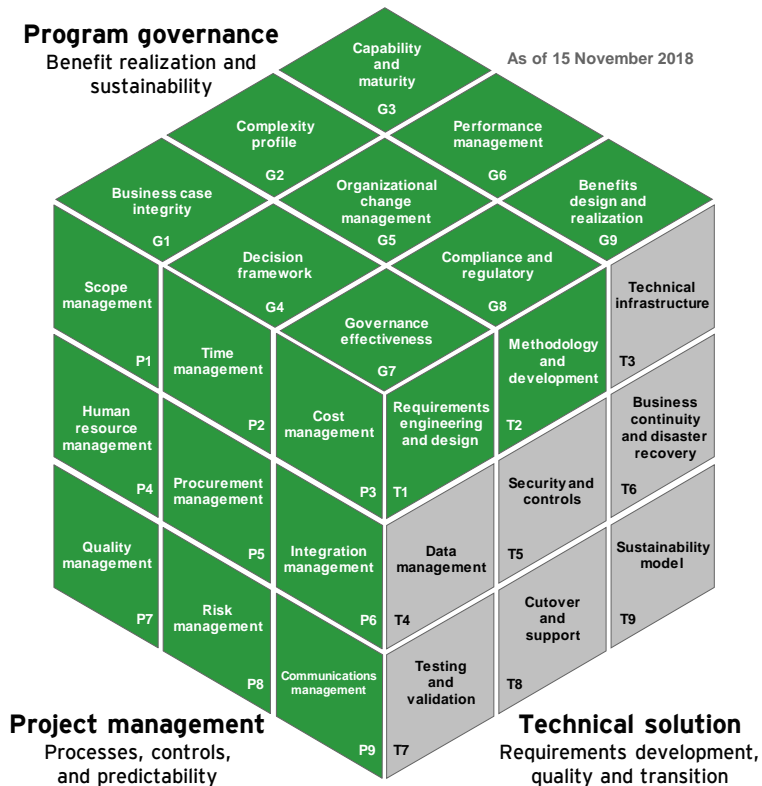 Program governance
Benefit realization and
sustainability
As of 15 November 2018
Capability
and
maturity
G3
Complexity
profile
G2
Performance
management
G6
Business case
integrity
G1
Organizational
change
management
G5
Benefits
design and
realization
G9
Decision
framework
G4
Compliance and
regulatory
G8
Governance
effectiveness
G7
Scope
management
P1
Time
management
P2
Cost
management
P3
Human
resource
management
P4
Procurement
management
P5
Integration
management
P6
Quality
management
P7
Risk
management
P8
Communications
management
P9
Requirements
engineering
and design
T1
Methodology
and
development
T2
Technical
infrastructure
T3
Data
management
T4
Security and
controls
T5
Business
continuity
and disaster
recovery
T6
Testing
and
validation
T7
Cutover
and
support
T8
Sustainability
model
T9
Project management
Processes, controls,
and predictability
Technical solution
Requirements development,
quality and transition